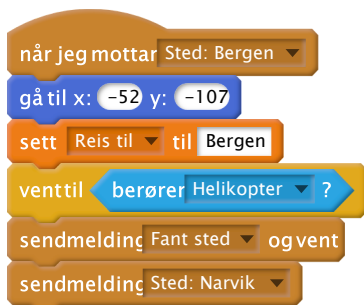 når jeg mottar Sted: Bergen
gå til x: -52 y: -107
sett Reis til til Bergen
vent til berører Helikopter ?
send melding Fant sted og vent
send melding Sted: Narvik